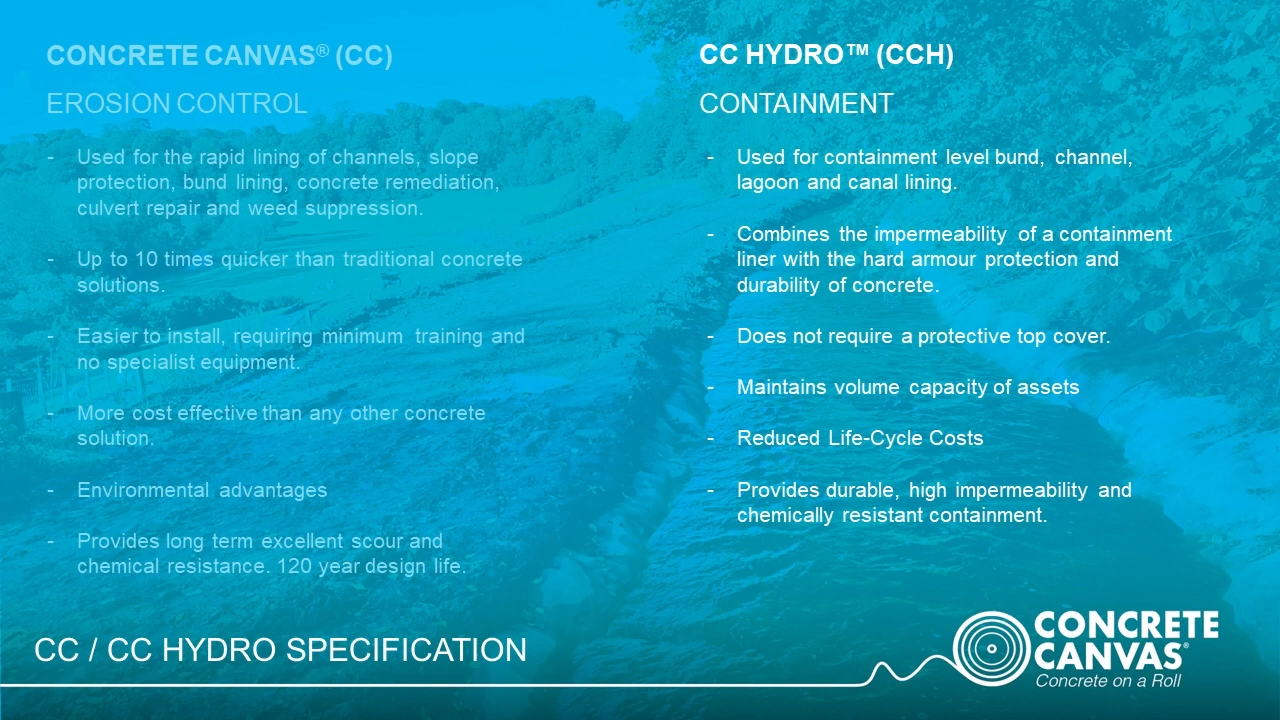 CONCRETE CANVAS® (CC)
EROSION CONTROL
- Used for the rapid lining of channels, slope
protection, bund lining, concrete remediation,
culvert repair and weed suppression.
- Up to 10 times quicker than traditional concrete
solutions.
- Easier to install, requiring minimum training and
no specialist equipment.
- More cost effective than any other concrete
solution.
- Environmental advantages
- Provides long term excellent scour and
chemical resistance. 120 year design life.
CC HYDRO™ (CCH)
CONTAINMENT
- Used for containment level bund, channel,
lagoon and canal lining.
- Combines the impermeability of a containment
liner with the hard armour protection and
durability of concrete.
- Does not require a protective top cover.
- Maintains volume capacity of assets
- Reduced Life-Cycle Costs
- Provides durable, high impermeability and
chemically resistant containment.
CC / CC HYDRO SPECIFICATION
CONCRETE
CANVAS®
Concrete on a Roll